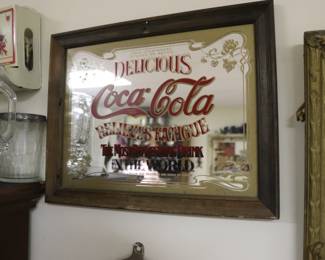 DELICIOUS
Coca-Cola
RELIEVES FATIGUE
THE MOST REFRESHING DRINK
IN THE WORLD